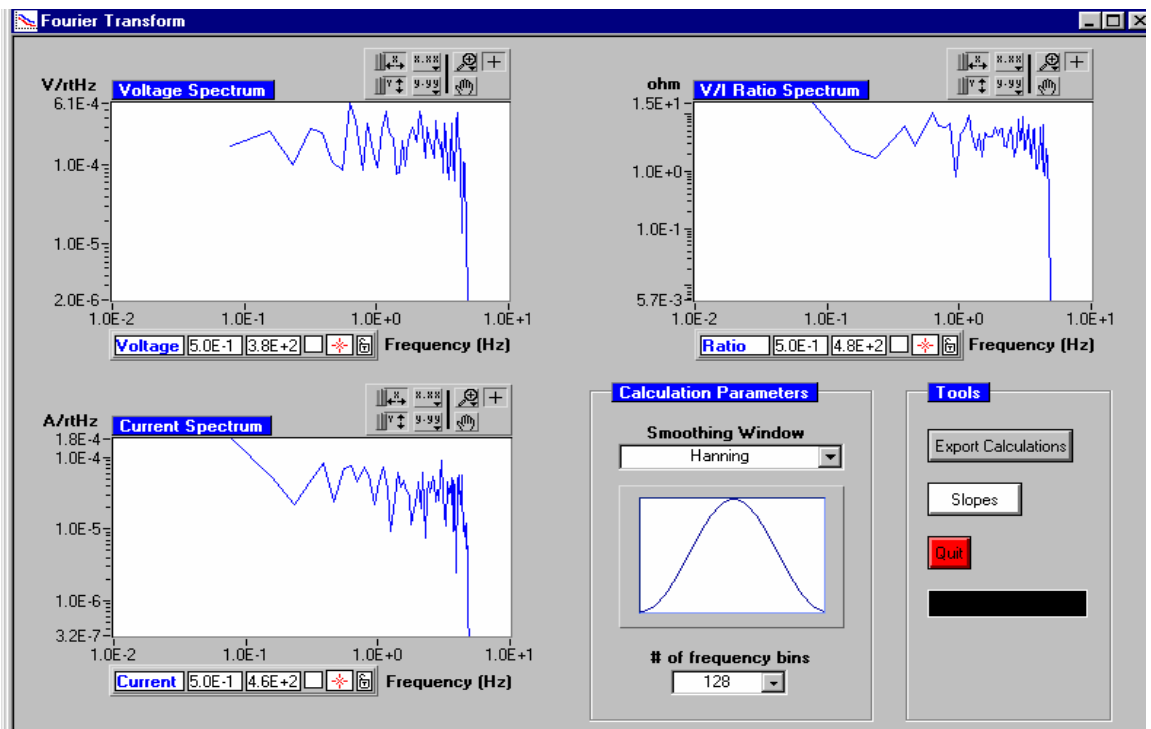 Fourier Transform
V/rtHz Voltage Spectrum
6.1E-4
1.0E-4
1.0E-5
2.0E-6
1.0E-2 1.0E-1 1.0E+0 1.0E+1
Voltage 5.0E-1 3.8E+2 Frequency (Hz)
ohm V/I Ratio Spectrum
1.5E+1
1.0E+0
1.0E-1
5.7E-3
1.0E-2 1.0E-1 1.0E+0 1.0E+1
Ratio 5.0E-1 4.8E+2 Frequency (Hz)
A/rtHz Current Spectrum
1.8E-4
1.0E-4
1.0E-5
1.0E-6
3.2E-7
1.0E-2 1.0E-1 1.0E+0 1.0E+1
Current 5.0E-1 4.6E+2 Frequency (Hz)
Calculation Parameters
Smoothing Window
Hanning
# of frequency bins
128
Tools
Export Calculations
Slopes
Quit